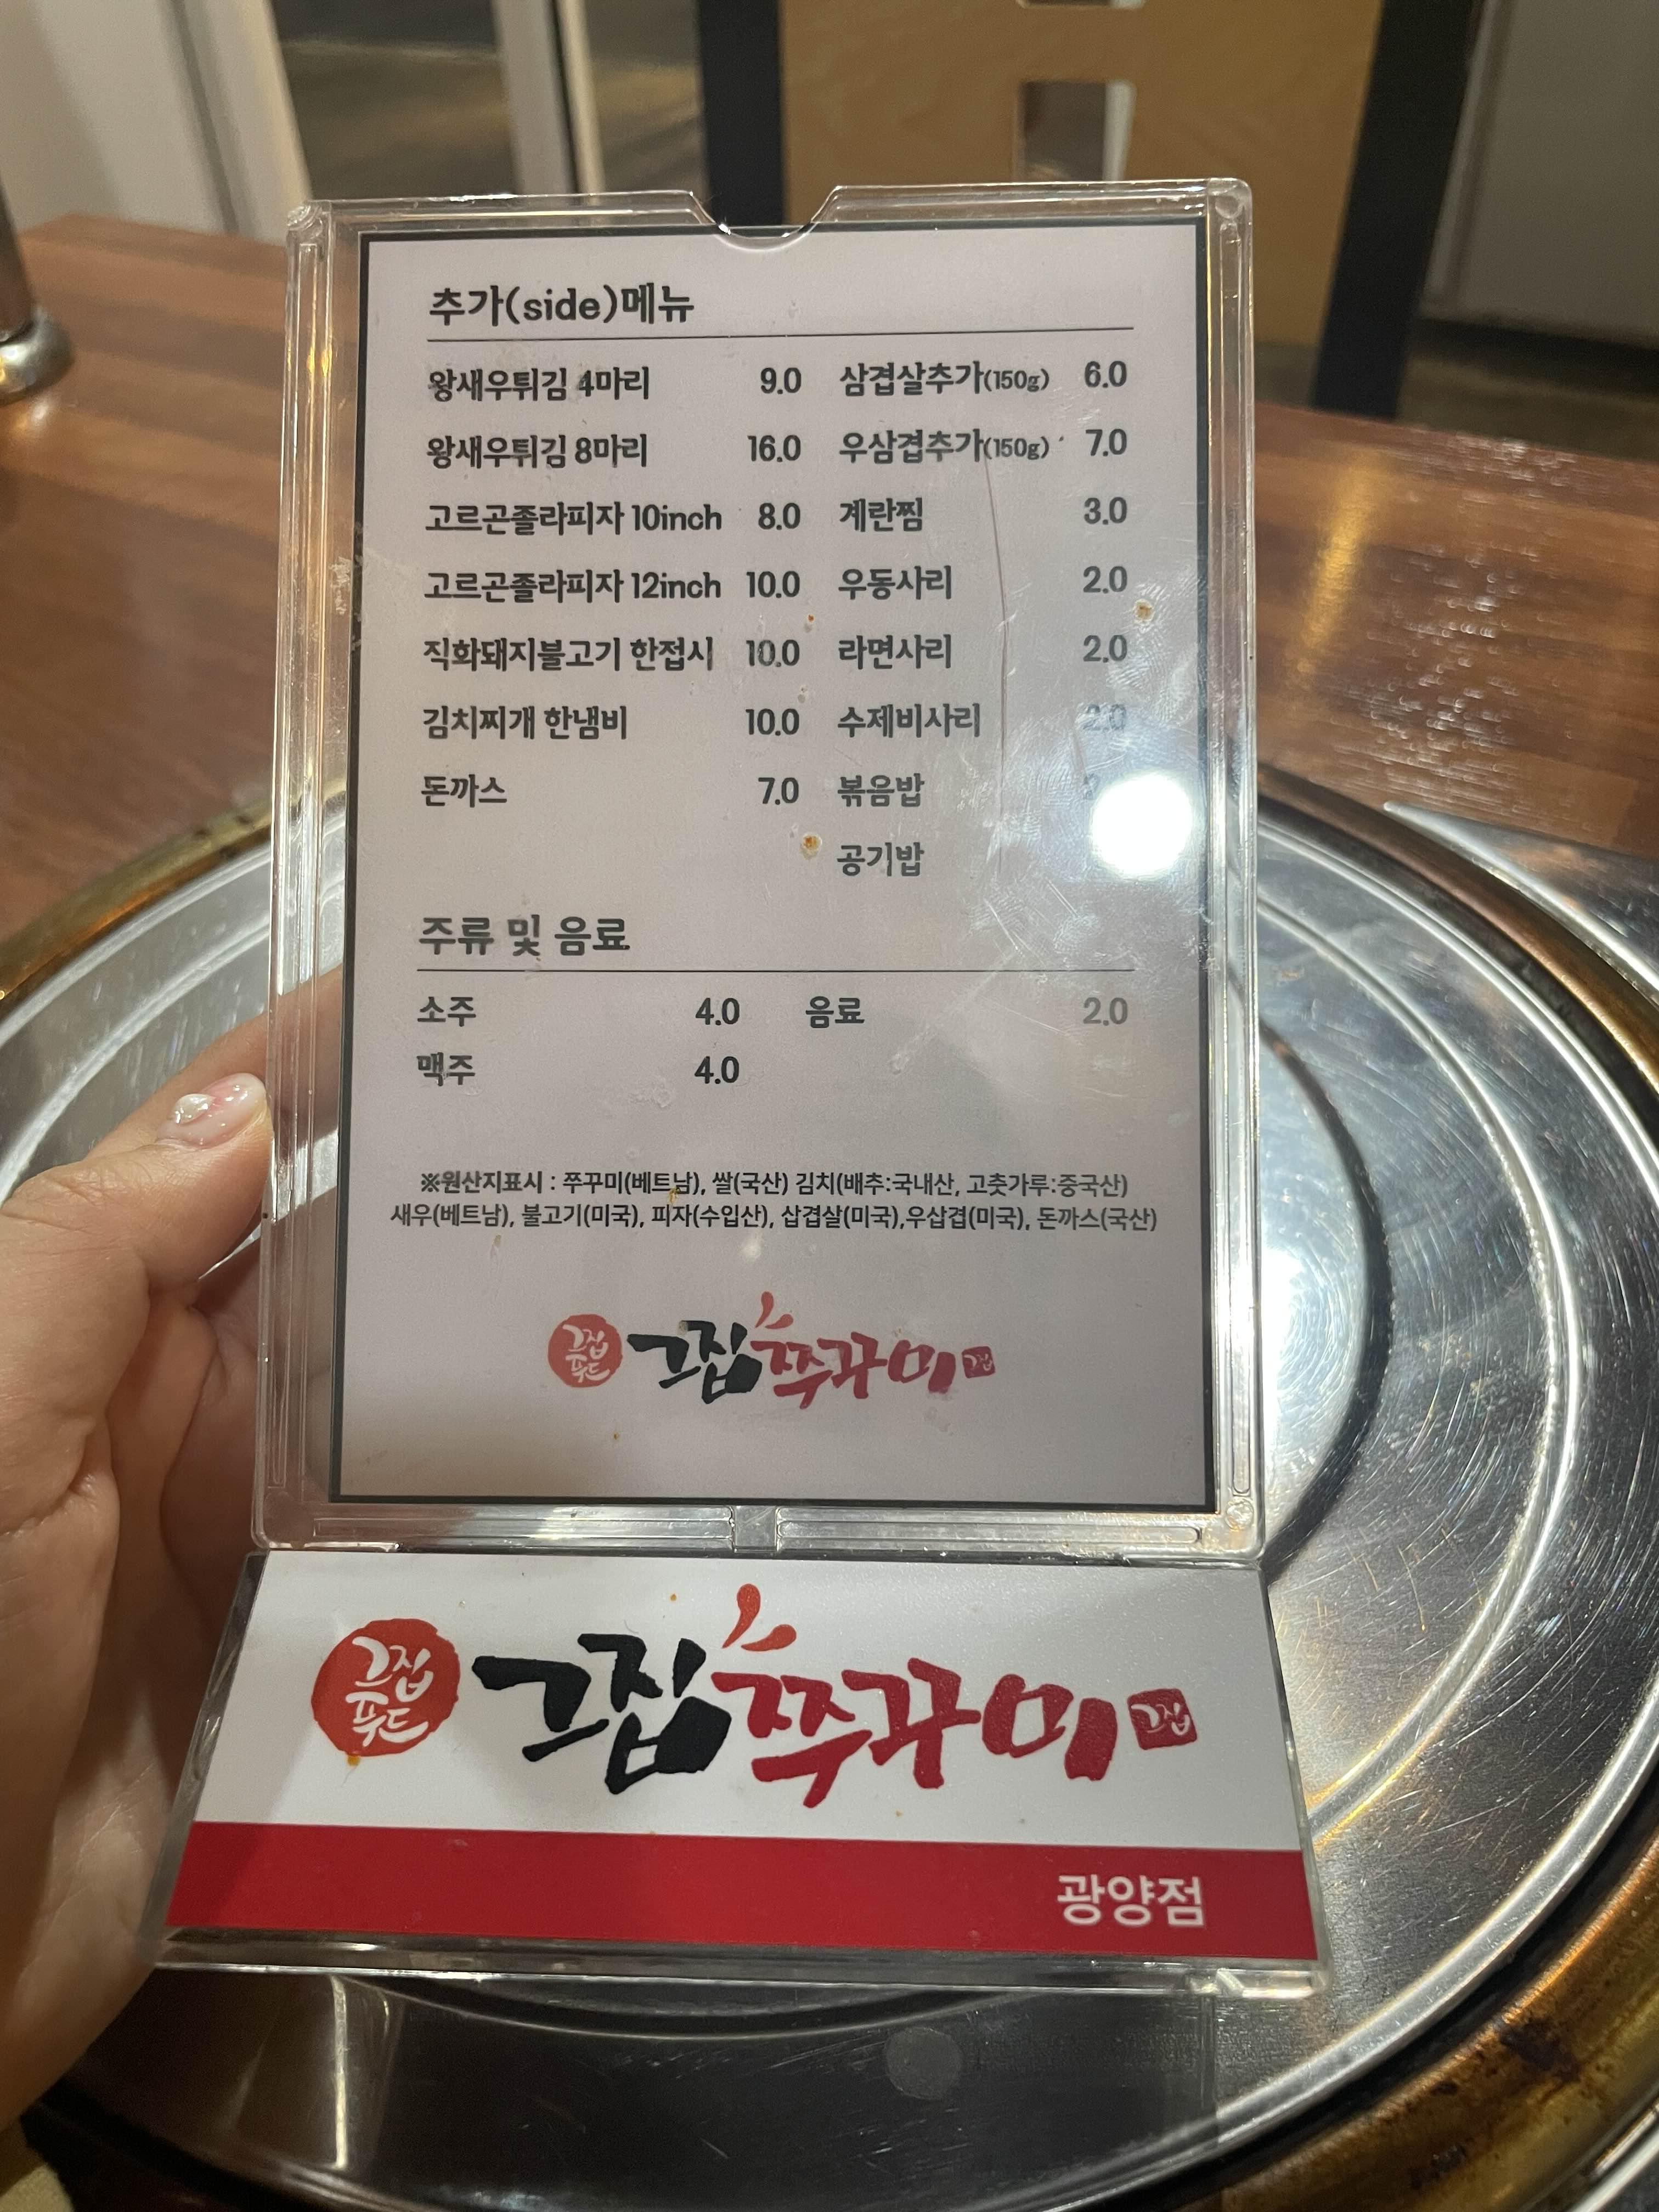 추가(side)메뉴
왕새우튀김 4마리 9.0 삼겹살추가(150g) 6.0
왕새우튀김 8마리 16.0 우삼겹추가(150g) 7.0
고르곤졸라피자 10inch 8.0 계란찜 3.0
고르곤졸라피자 12inch 10.0 우동사리 2.0
직화돼지불고기 한접시 10.0 라면사리 2.0
김치찌개 한냄비 10.0 수제비사리 2.0
돈까스 7.0 볶음밥
공기밥
주류 및 음료
소주 4.0 음료 2.0
맥주 4.0
※원산지표시 : 쭈꾸미(베트남), 쌀(국산) 김치(배추:국내산, 고춧가루:중국산)
새우(베트남), 불고기(미국), 피자(수입산), 삽겹살(미국),우삼겹(미국), 돈까스(국산)
그집푸드 그집쭈꾸미 그집
그집푸드 그집쭈꾸미 그집
광양점